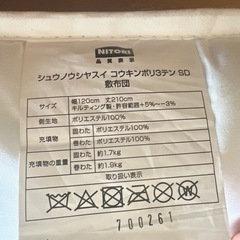 NITORI
品質表示
シュウノウシヤスイ コウキンポリ3テン SD
敷布団
サイズ 幅120cm 丈210cm
キルティング製・許容範囲+5%~-3%
側生地 ポリエステル100%
充填物 固わた ポリエステル100%
巻わた ポリエステル100%
充填物の重量 固わた 約1.7kg
巻わた 約1.9kg
取り扱い表示
700261